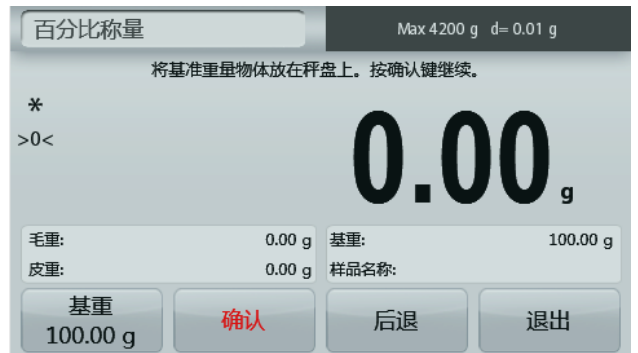 百分比称量
Max 4200 g d= 0.01 g
将基准重量物体放在秤盘上。按确认键继续。
*
>0<
0.00 g
毛重: 0.00 g 基重: 100.00 g
皮重: 0.00 g 样品名称:
基重
100.00 g
确认
后退
退出